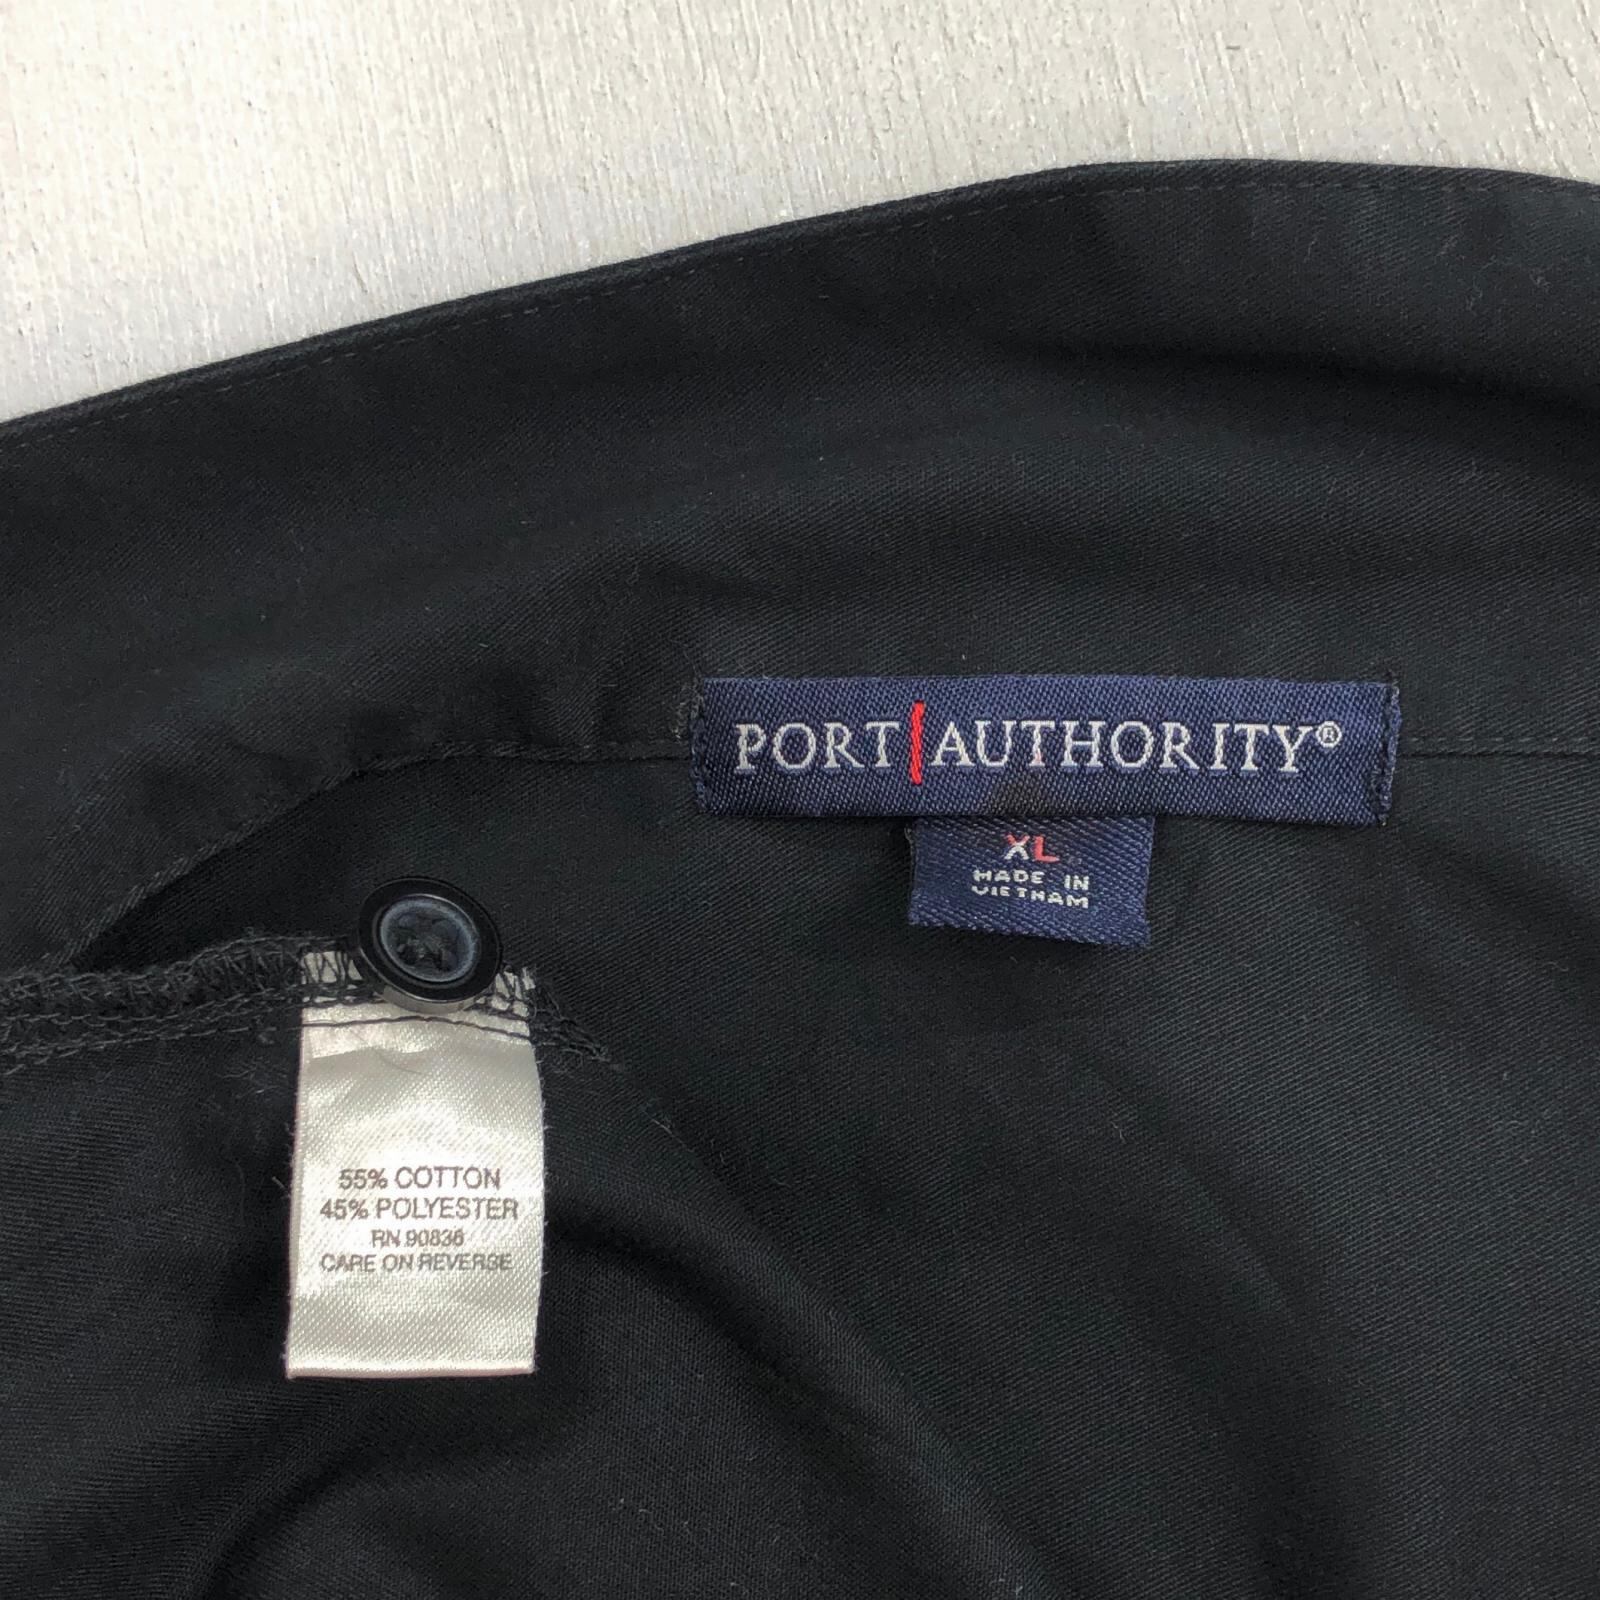 PORT AUTHORITY®
XL
MADE IN
VIETNAM
55% COTTON
45% POLYESTER
RN 90836
CARE ON REVERSE